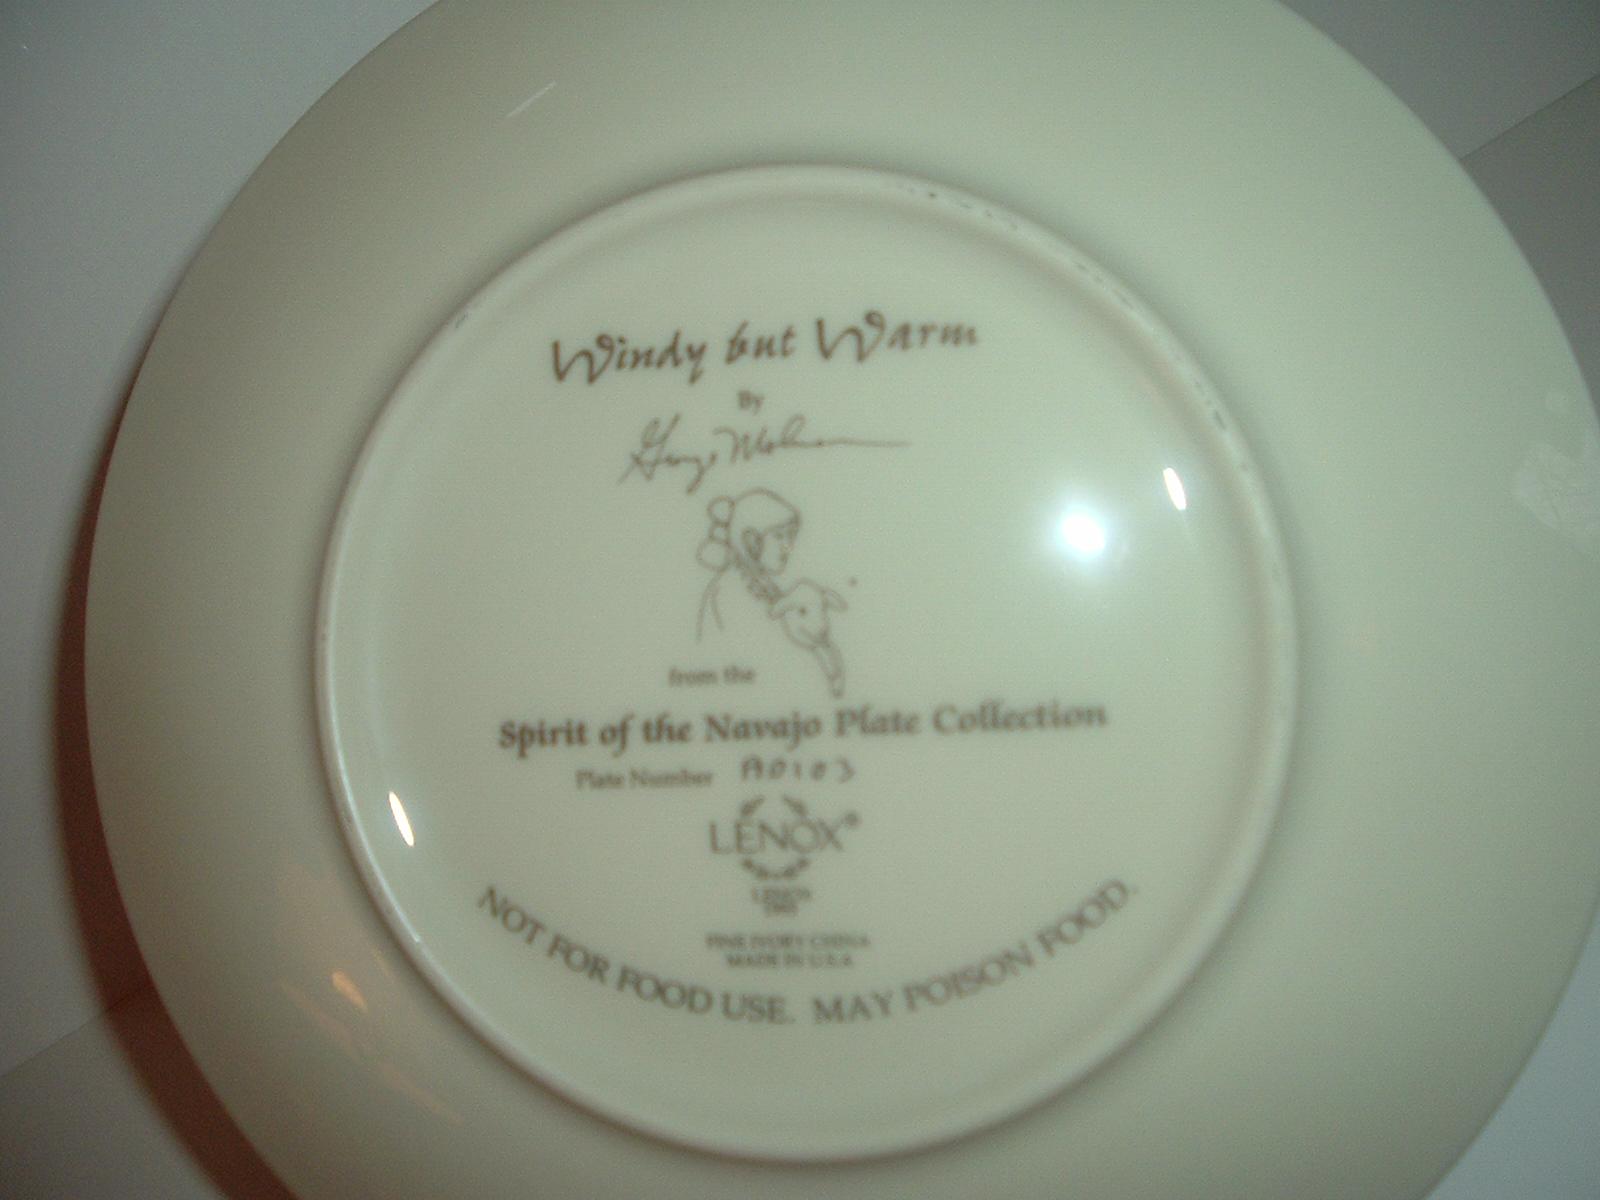 Windy but Warm
By
from the
Spirit of the Navajo Plate Collection
Plate Number A0103
LENOX®
LENOX
FINE IVORY CHINA
MADE IN U.S.A
NOT FOR FOOD USE. MAY POISON FOOD.